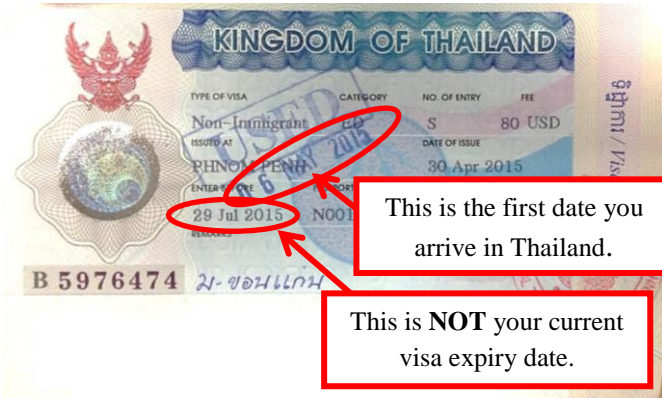 KINGDOM OF THAILAND
TYPE OF VISA CATEGORY NO. OF ENTRY FEE
Non-Immigrant ED S 80 USD
USED
ISSUED AT DATE OF ISSUE
PHNOM PENH 30 Apr 2015
06 MAY 2015
ENTER BEFORE
29 Jul 2015 N001
REMARKS
B 5976474 ม-ขอนแก่น
This is the first date you
arrive in Thailand.
This is NOT your current
visa expiry date.